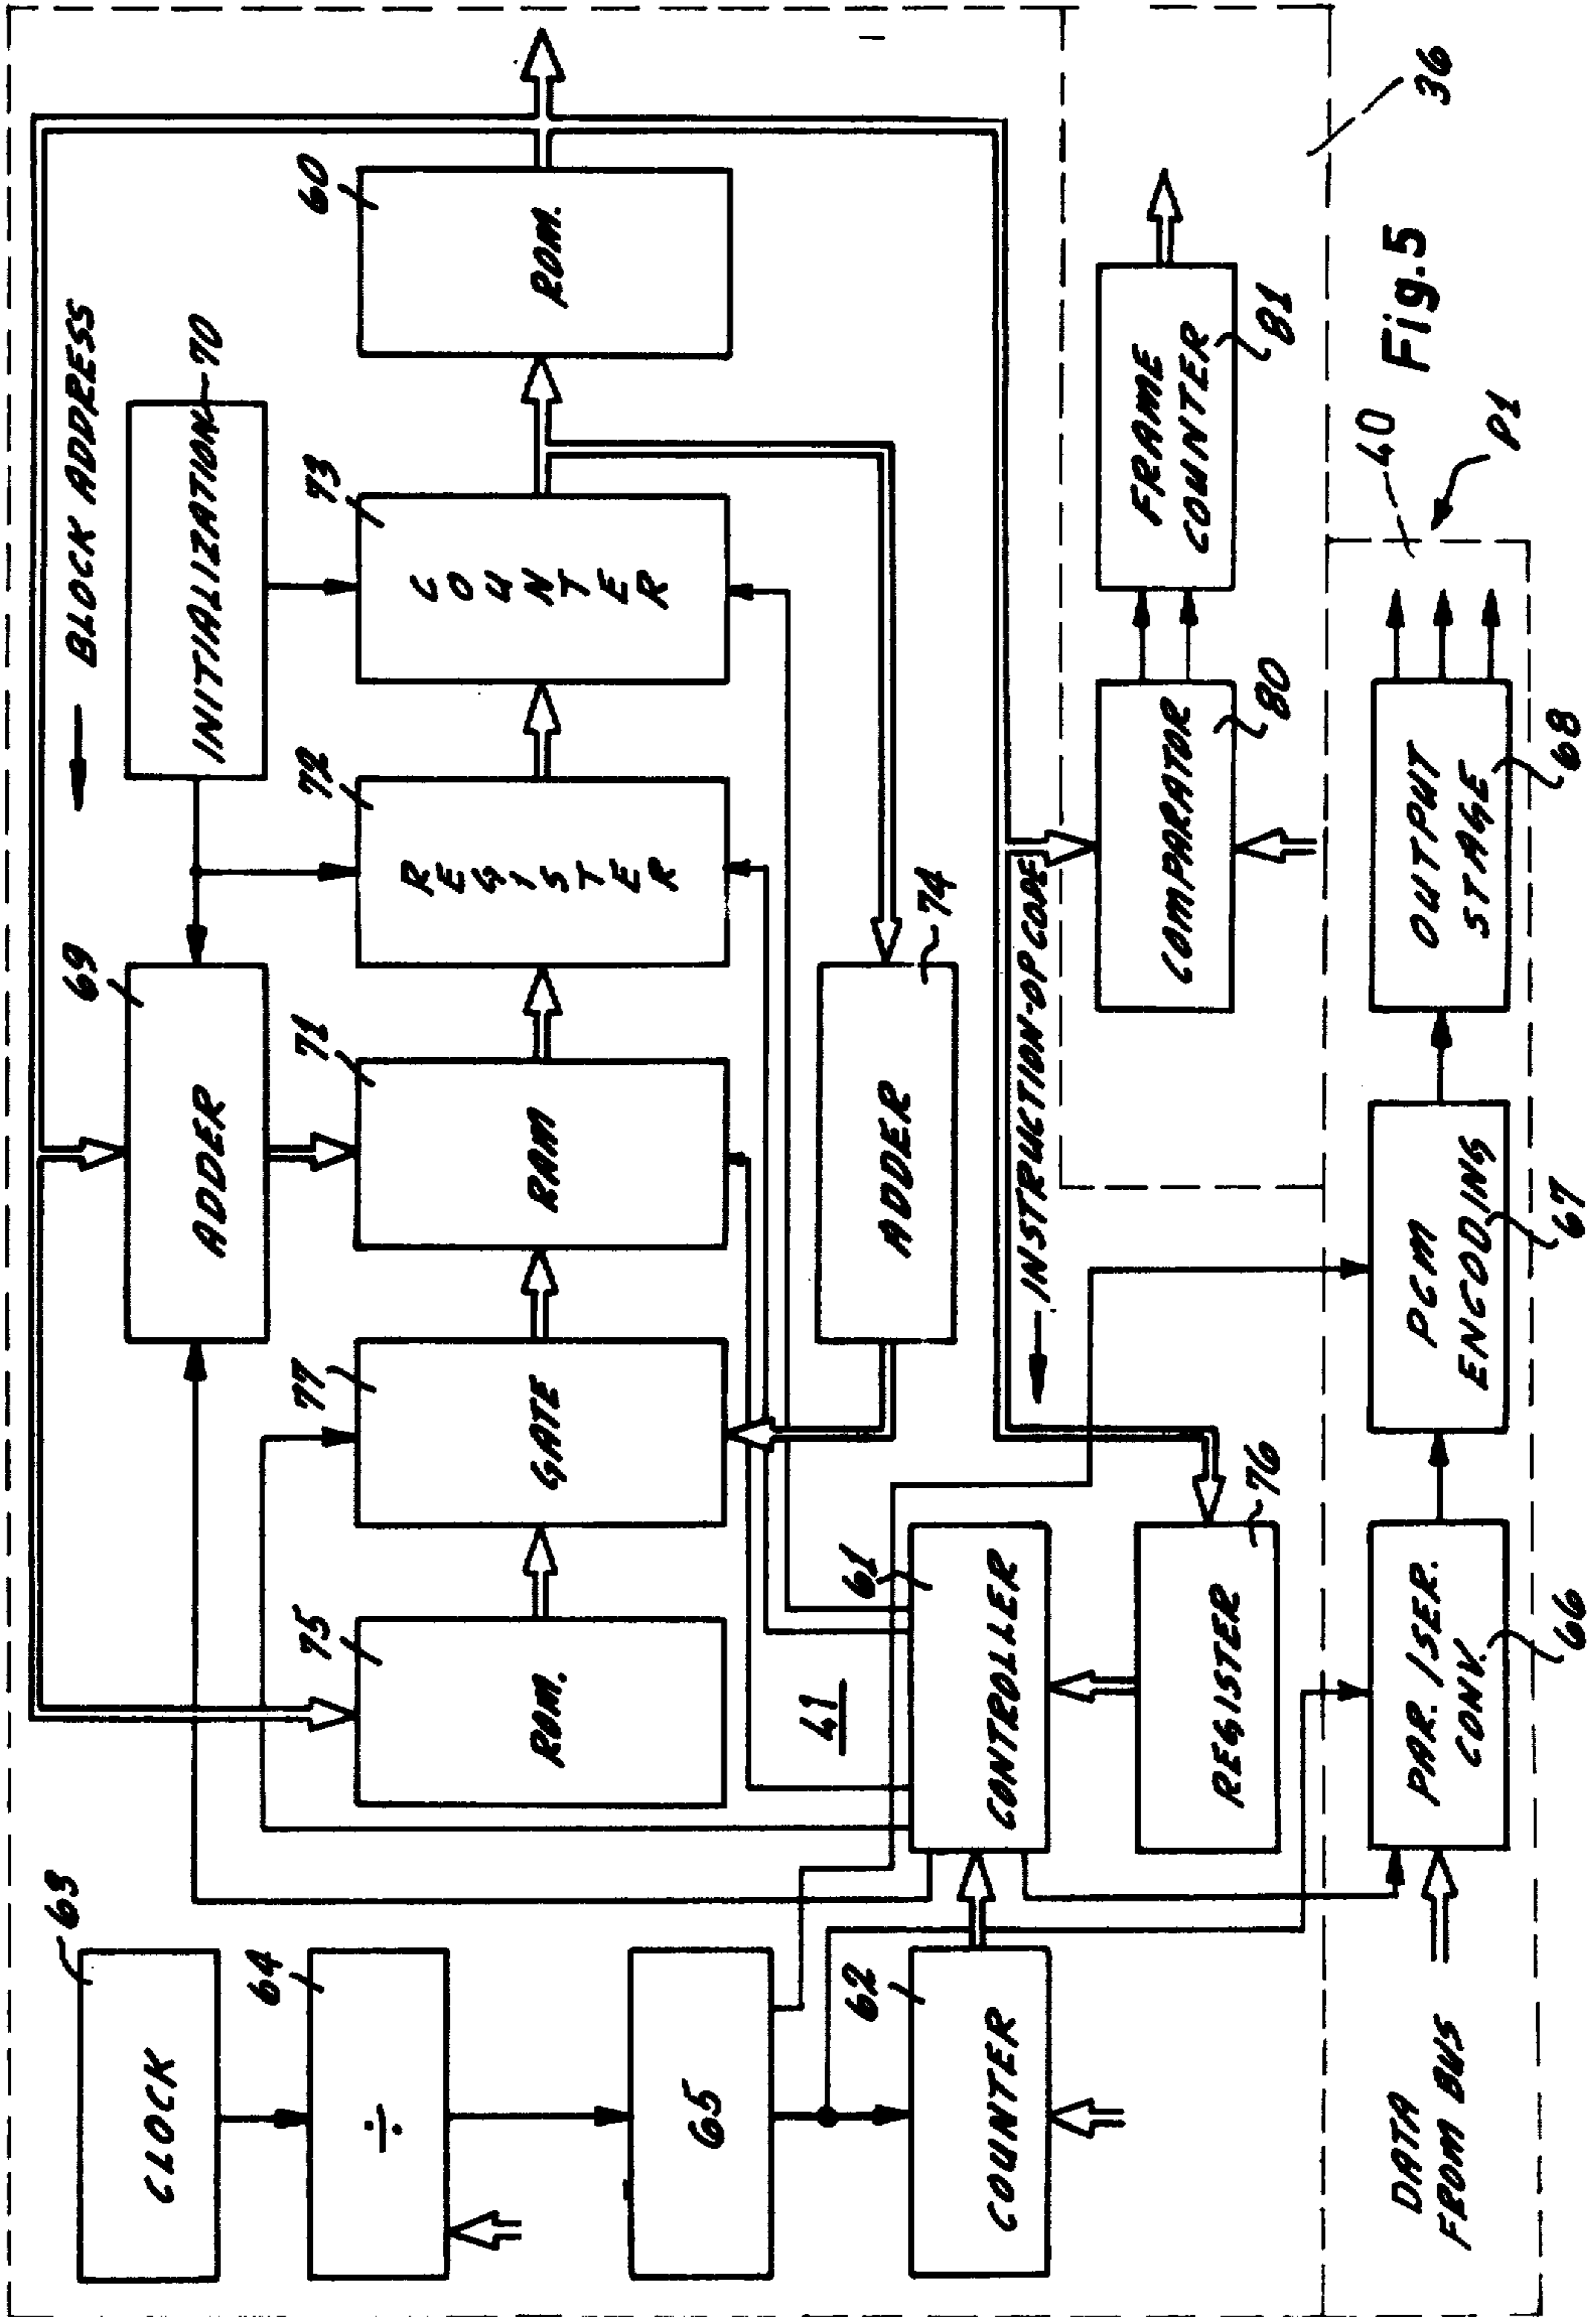 63
CLOCK
64
÷
65
62
COUNTER
BLOCK ADDRESS
69
ADDER
INITIALIZATION 70
75
ROM.
77
GATE
71
RAM
72
REGISTER
73
COUNTER
60
ROM.
41
61
CONTROLLER
74
ADDER
INSTRUCTION-OPCODE
76
REGISTER
COMPARATOR
80
FRAME
COUNTER
81
36
DATA
FROM BUS
PAR./SER.
CONV.
66
PCM
ENCODING
67
OUTPUT
STAGE
68
40
P1
Fig.5